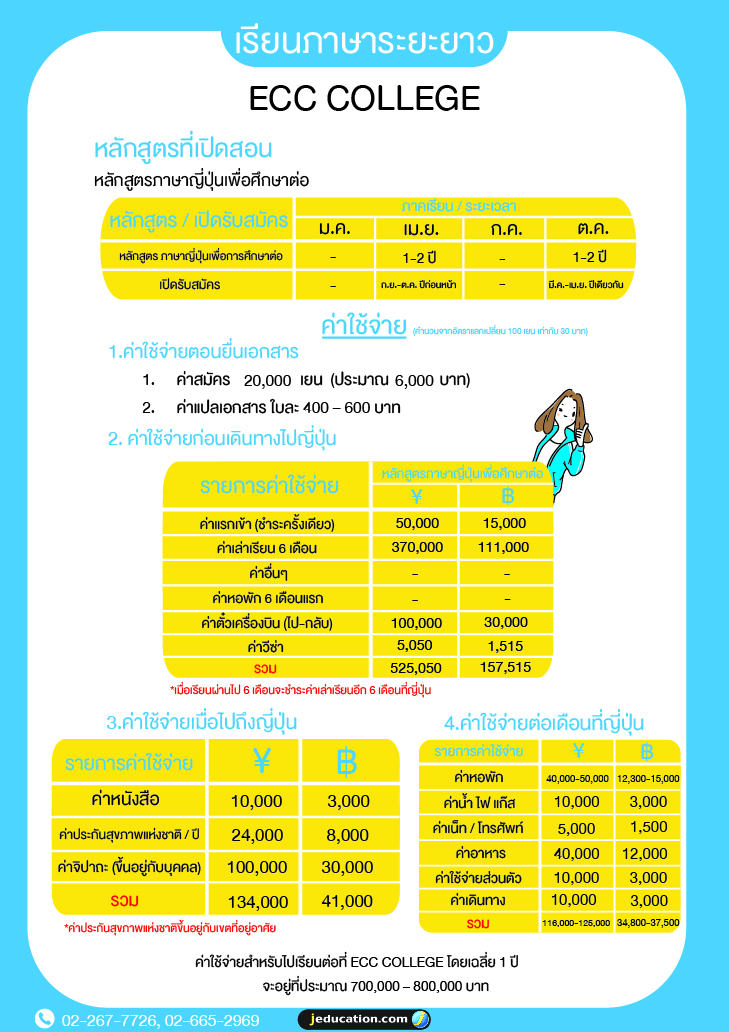 เรียนภาษาระยะยาว
ECC COLLEGE
หลักสูตรที่เปิดสอน
หลักสูตรภาษาญี่ปุ่นเพื่อศึกษาต่อ
หลักสูตร / เปิดรับสมัคร ภาคเรียน / ระยะเวลา
ม.ค. เม.ย. ก.ค. ต.ค.
หลักสูตร ภาษาญี่ปุ่นเพื่อการศึกษาต่อ - 1-2 ปี - 1-2 ปี
เปิดรับสมัคร - ก.ย.-ต.ค. ปีก่อนหน้า - มี.ค.-เม.ย. ปีเดียวกัน
ค่าใช้จ่าย (คำนวนจากอัตราแลกเปลี่ยน 100 เยน เท่ากับ 30 บาท)
1.ค่าใช้จ่ายตอนยื่นเอกสาร
1. ค่าสมัคร 20,000 เยน (ประมาณ 6,000 บาท)
2. ค่าแปลเอกสาร ใบละ 400 – 600 บาท
2. ค่าใช้จ่ายก่อนเดินทางไปญี่ปุ่น
รายการค่าใช้จ่าย หลักสูตรภาษาญี่ปุ่นเพื่อศึกษาต่อ
¥ ฿
ค่าแรกเข้า (ชำระครั้งเดียว) 50,000 15,000
ค่าเล่าเรียน 6 เดือน 370,000 111,000
ค่าอื่นๆ - -
ค่าหอพัก 6 เดือนแรก - -
ค่าตั๋วเครื่องบิน (ไป-กลับ) 100,000 30,000
ค่าวีซ่า 5,050 1,515
รวม 525,050 157,515
*เมื่อเรียนผ่านไป 6 เดือนจะชำระค่าเล่าเรียนอีก 6 เดือนที่ญี่ปุ่น
3.ค่าใช้จ่ายเมื่อไปถึงญี่ปุ่น
รายการค่าใช้จ่าย ¥ ฿
ค่าหนังสือ 10,000 3,000
ค่าประกันสุขภาพแห่งชาติ / ปี 24,000 8,000
ค่าจิปาถะ (ขึ้นอยู่กับบุคคล) 100,000 30,000
รวม 134,000 41,000
*ค่าประกันสุขภาพแห่งชาติขึ้นอยู่กับเขตที่อยู่อาศัย
4.ค่าใช้จ่ายต่อเดือนที่ญี่ปุ่น
รายการค่าใช้จ่าย ¥ ฿
ค่าหอพัก 40,000-50,000 12,300-15,000
ค่าน้ำ ไฟ แก๊ส 10,000 3,000
ค่าเน็ท / โทรศัพท์ 5,000 1,500
ค่าอาหาร 40,000 12,000
ค่าใช้จ่ายส่วนตัว 10,000 3,000
ค่าเดินทาง 10,000 3,000
รวม 116,000-125,000 34,800-37,500
ค่าใช้จ่ายสำหรับไปเรียนต่อที่ ECC COLLEGE โดยเฉลี่ย 1 ปี
จะอยู่ที่ประมาณ 700,000 – 800,000 บาท
02-267-7726, 02-665-2969
jeducation.com